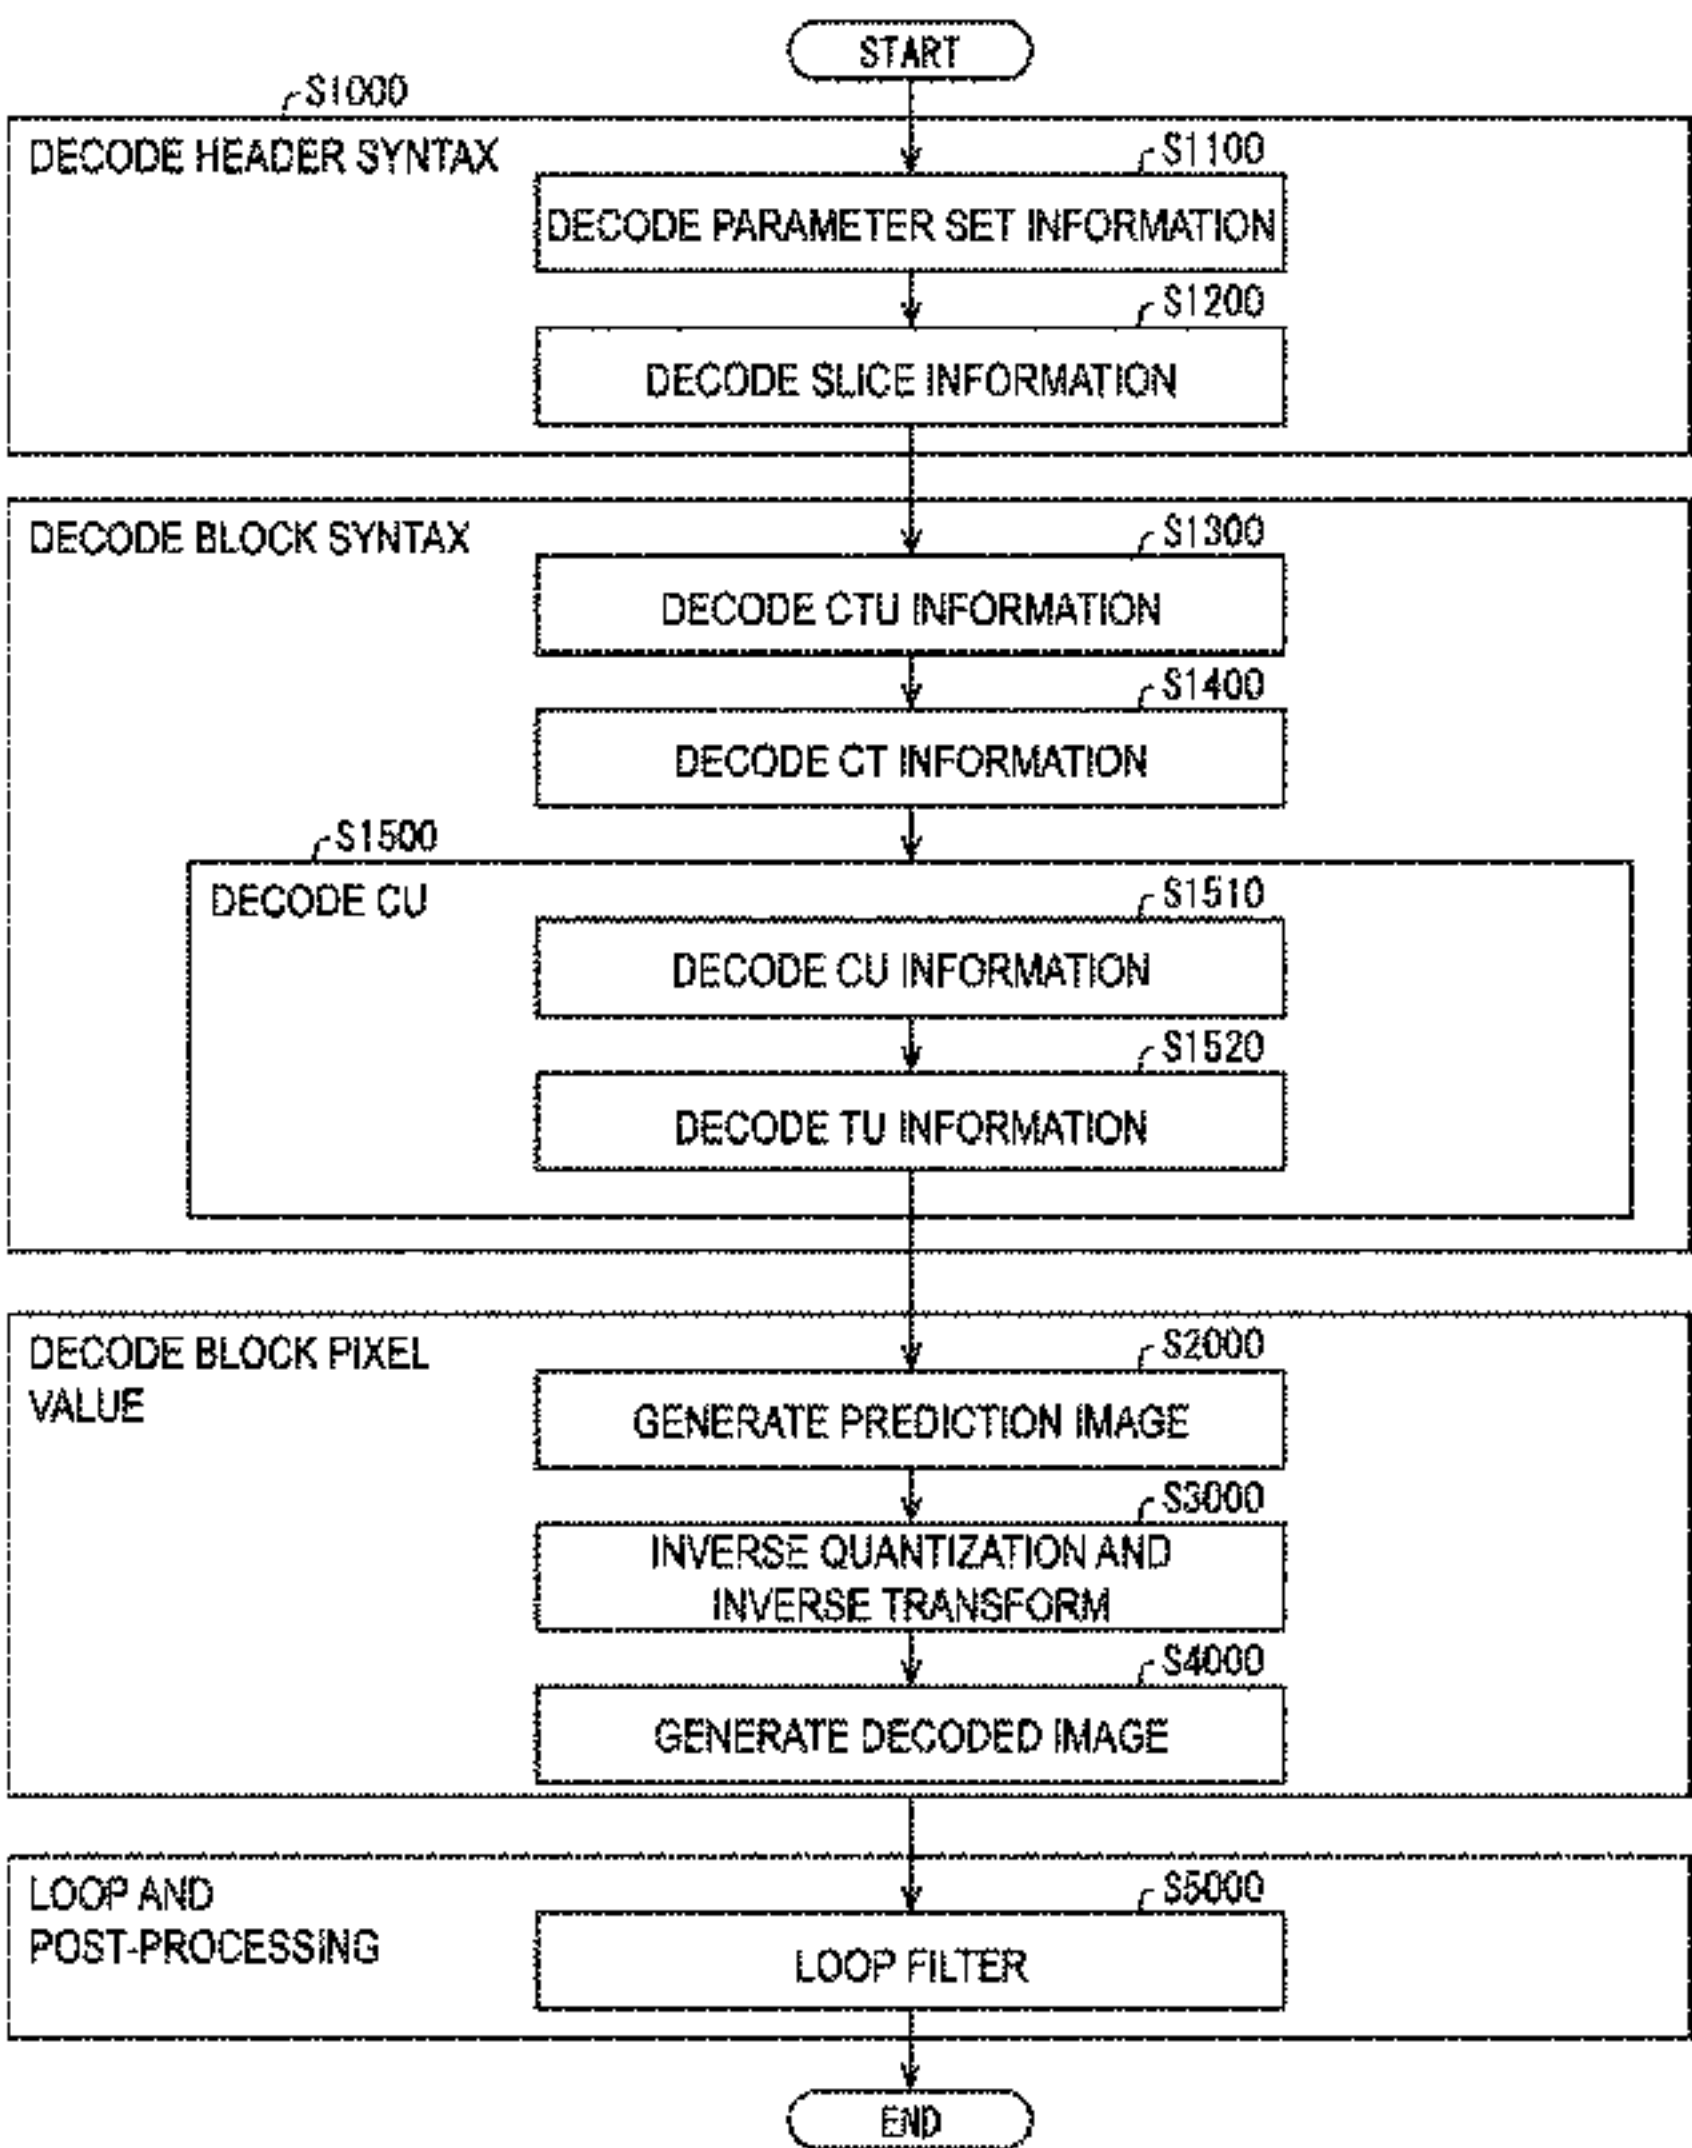 START
S1000
DECODE HEADER SYNTAX
S1100
DECODE PARAMETER SET INFORMATION
S1200
DECODE SLICE INFORMATION
DECODE BLOCK SYNTAX
S1300
DECODE CTU INFORMATION
S1400
DECODE CT INFORMATION
S1500
DECODE CU
S1510
DECODE CU INFORMATION
S1520
DECODE TU INFORMATION
DECODE BLOCK PIXEL
VALUE
S2000
GENERATE PREDICTION IMAGE
S3000
INVERSE QUANTIZATION AND
INVERSE TRANSFORM
S4000
GENERATE DECODED IMAGE
LOOP AND
POST-PROCESSING
S5000
LOOP FILTER
END